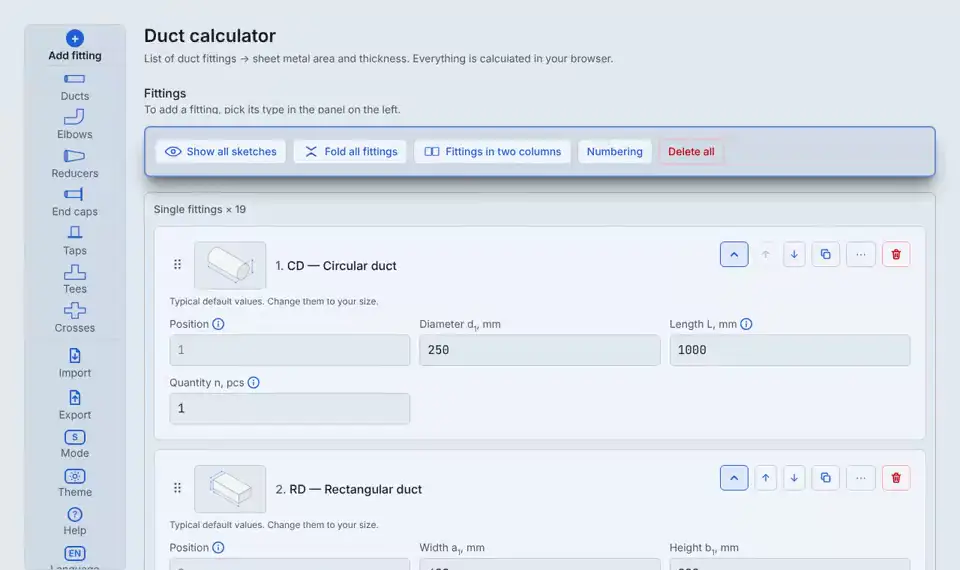 Add fitting
Ducts
Elbows
Reducers
End caps
Taps
Tees
Crosses
Import
Export
S
Mode
Theme
?
Help
EN
Language
Duct calculator
List of duct fittings → sheet metal area and thickness. Everything is calculated in your browser.
Fittings
To add a fitting, pick its type in the panel on the left.
Show all sketches
Fold all fittings
Fittings in two columns
Numbering
Delete all
Single fittings × 19
1. CD — Circular duct
Typical default values. Change them to your size.
Position
Diameter d₁, mm
Length L, mm
1
250
1000
Quantity n, pcs
1
2. RD — Rectangular duct
Typical default values. Change them to your size.
Position
Width a₁, mm
Height b₁, mm